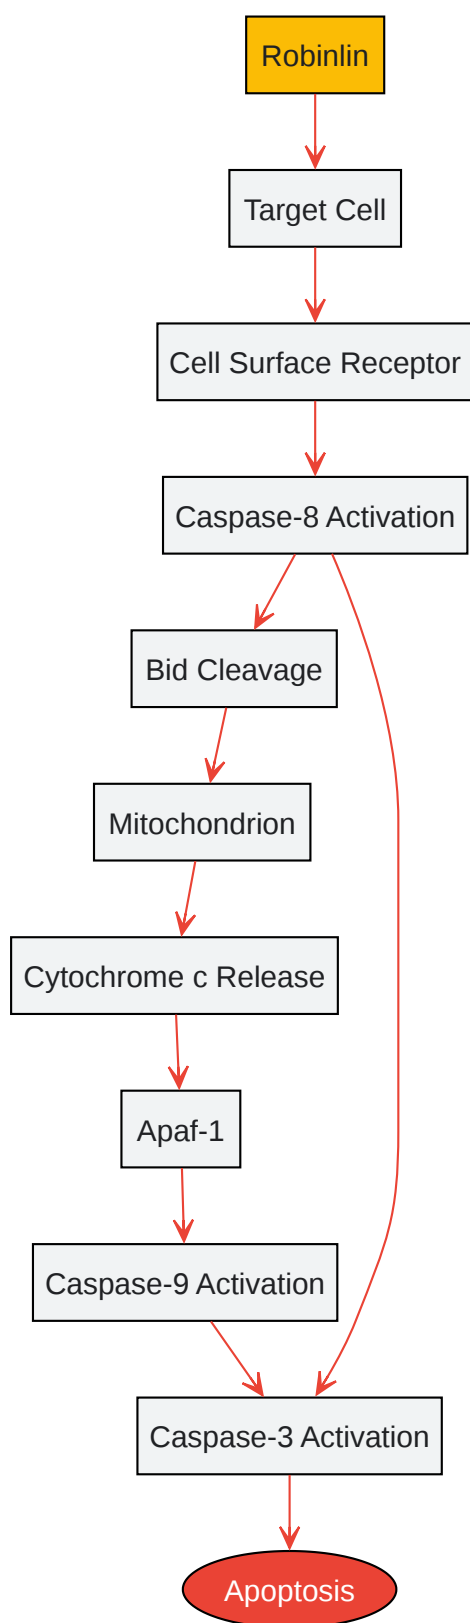 Robinlin
Target Cell
Cell Surface Receptor
Caspase-8 Activation
Bid Cleavage
Mitochondrion
Cytochrome c Release
Apaf-1
Caspase-9 Activation
Caspase-3 Activation
Apoptosis